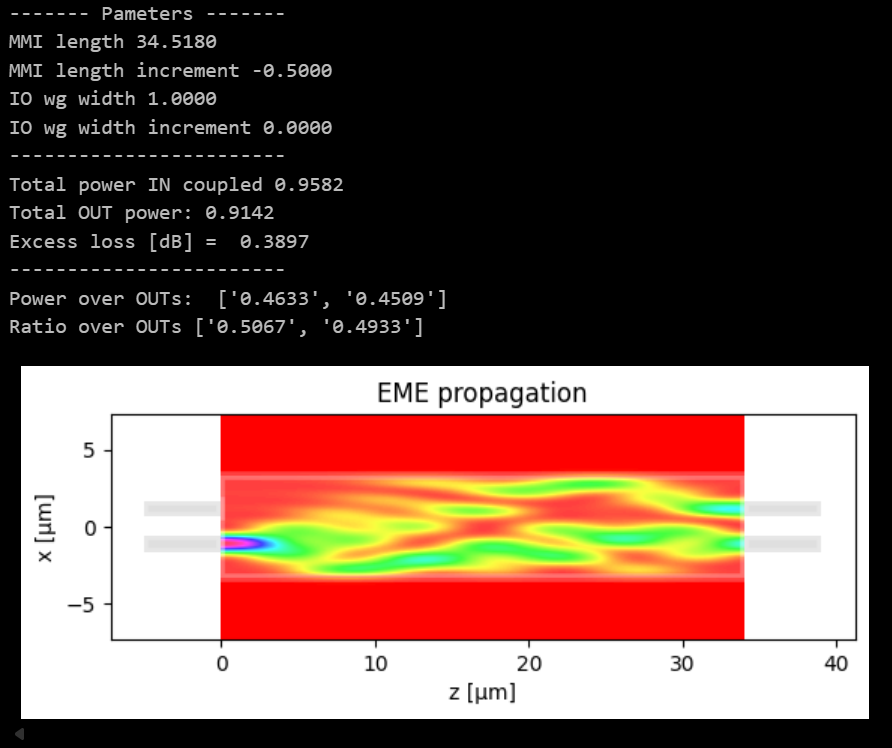 ------- Pameters -------
MMI length 34.5180
MMI length increment -0.5000
IO wg width 1.0000
IO wg width increment 0.0000
------------------------
Total power IN coupled 0.9582
Total OUT power: 0.9142
Excess loss [dB] =  0.3897
------------------------
Power over OUTs:  ['0.4633', '0.4509']
Ratio over OUTs ['0.5067', '0.4933']
EME propagation
5
0
−5
x [μm]
0 10 20 30 40
z [μm]